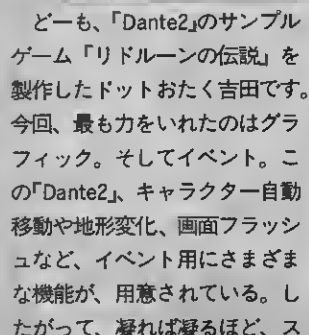 どーも、「Dante2」のサンプル
ゲーム「リドルーンの伝説」を
製作したドットおたく吉田です。
今回、最も力をいれたのはグラ
フィック。そしてイベント。こ
の「Dante2」、キャラクター自動
移動や地形変化、画面フラッシ
ュなど、イベント用にさまざま
な機能が、用意されている。し
たがって、凝れば凝るほど、ス